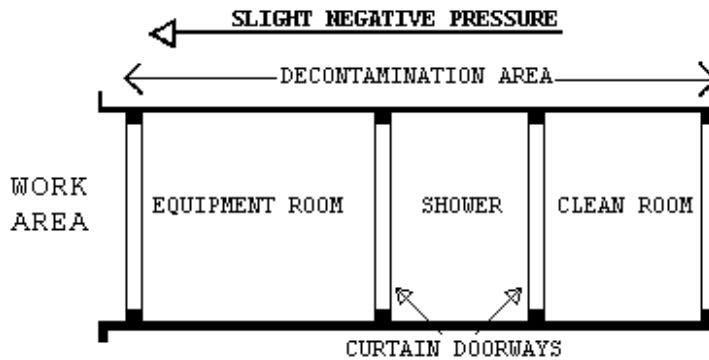 SLIGHT NEGATIVE PRESSURE
DECONTAMINATION AREA
WORK
AREA
EQUIPMENT ROOM
SHOWER
CLEAN ROOM
CURTAIN DOORWAYS